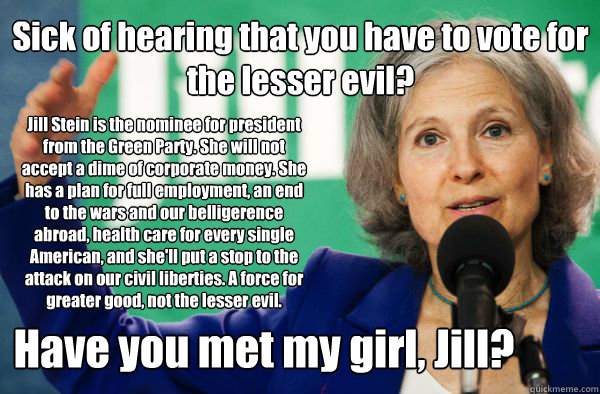 Sick of hearing that you have to vote for
the lesser evil?
Jill Stein is the nominee for president
from the Green Party. She will not
accept a dime of corporate money. She
has a plan for full employment, an end
to the wars and our belligerence
abroad, health care for every single
American, and she'll put a stop to the
attack on our civil liberties. A force for
greater good, not the lesser evil.
Have you met my girl, Jill?
quickmeme.com